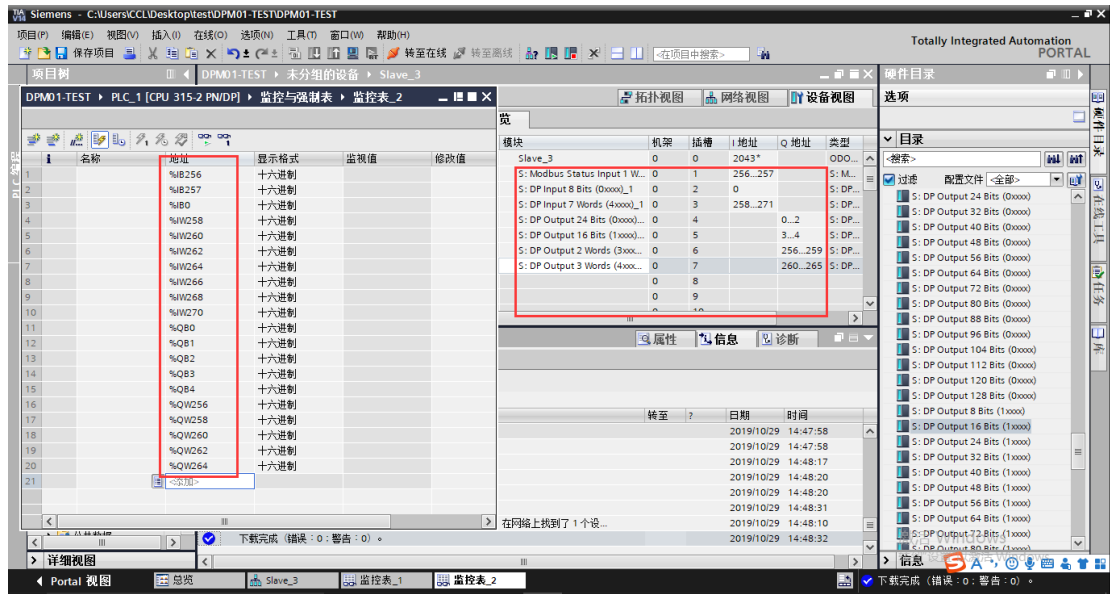 Siemens - C:\Users\CCL\Desktop\test\DPM01-TEST\DPM01-TEST
项目(P) 编辑(E) 视图(V) 插入(I) 在线(O) 选项(N) 工具(T) 窗口(W) 帮助(H)
Totally Integrated Automation
PORTAL
保存项目 转至在线 转至离线 <在项目中搜索>
项目树
DPM01-TEST ▸ 未分组的设备 ▸ Slave_3
硬件目录
DPM01-TEST ▸ PLC_1 [CPU 315-2 PN/DP] ▸ 监控与强制表 ▸ 监控表_2
拓扑视图 网络视图 设备视图
选项
览
i 名称 地址 显示格式 监视值 修改值
1 %IB256 十六进制
2 %IB257 十六进制
3 %IB0 十六进制
4 %IW258 十六进制
5 %IW260 十六进制
6 %IW262 十六进制
7 %IW264 十六进制
8 %IW266 十六进制
9 %IW268 十六进制
10 %IW270 十六进制
11 %QB0 十六进制
12 %QB1 十六进制
13 %QB2 十六进制
14 %QB3 十六进制
15 %QB4 十六进制
16 %QW256 十六进制
17 %QW258 十六进制
18 %QW260 十六进制
19 %QW262 十六进制
20 %QW264 十六进制
21 <添加>
模块 机架 插槽 I 地址 Q 地址 类型
Slave_3 0 0 2043* ODO...
S: Modbus Status Input 1 W... 0 1 256...257 S: M...
S: DP Input 8 Bits (0xxxx)_1 0 2 0 S: DP...
S: DP Input 7 Words (4xxxx)_1 0 3 258...271 S: DP...
S: DP Output 24 Bits (0xxxx)... 0 4 0...2 S: DP...
S: DP Output 16 Bits (1xxxx)... 0 5 3...4 S: DP...
S: DP Output 2 Words (3xxx... 0 6 256...259 S: DP...
S: DP Output 3 Words (4xxx... 0 7 260...265 S: DP...
0 8
0 9
0 10
属性 信息 诊断
转至 ? 日期 时间
2019/10/29 14:47:58
2019/10/29 14:47:58
2019/10/29 14:48:17
2019/10/29 14:48:20
2019/10/29 14:48:20
2019/10/29 14:48:31
在网络上找到了 1 个设... 2019/10/29 14:48:10
下载完成（错误：0；警告：0）。 2019/10/29 14:48:32
目录
<搜索>
过滤 配置文件 <全部>
S: DP Output 24 Bits (0xxxx)
S: DP Output 32 Bits (0xxxx)
S: DP Output 40 Bits (0xxxx)
S: DP Output 48 Bits (0xxxx)
S: DP Output 56 Bits (0xxxx)
S: DP Output 64 Bits (0xxxx)
S: DP Output 72 Bits (0xxxx)
S: DP Output 80 Bits (0xxxx)
S: DP Output 88 Bits (0xxxx)
S: DP Output 96 Bits (0xxxx)
S: DP Output 104 Bits (0xxxx)
S: DP Output 112 Bits (0xxxx)
S: DP Output 120 Bits (0xxxx)
S: DP Output 128 Bits (0xxxx)
S: DP Output 8 Bits (1xxxx)
S: DP Output 16 Bits (1xxxx)
S: DP Output 24 Bits (1xxxx)
S: DP Output 32 Bits (1xxxx)
S: DP Output 40 Bits (1xxxx)
S: DP Output 48 Bits (1xxxx)
S: DP Output 56 Bits (1xxxx)
S: DP Output 64 Bits (1xxxx)
S: DP Output 72 Bits (1xxxx)
S: DP Output 80 Bits (1xxxx)
信息
硬件目录
在线工具
任务
库
详细视图
Portal 视图 总览 Slave_3 监控表_1 监控表_2
下载完成（错误：0；警告：0）。